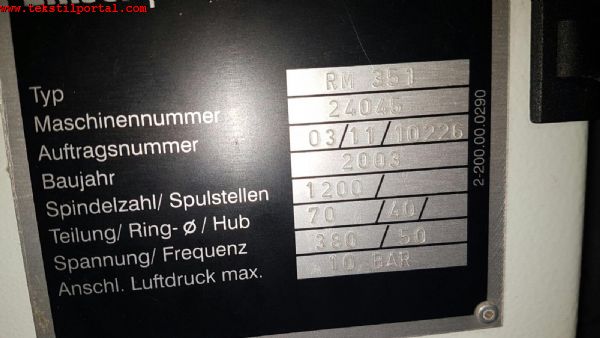 www.tekstilportal.com
Typ RM 351
Maschinennummer 24046
Auftragsnummer 03/11/10226
Baujahr 2003
Spindelzahl/ Spulstellen 1200/
Teilung/ Ring-ø/ Hub 70/40/
Spannung/ Frequenz 380/50
Anschl. Luftdruck max. 10 BAR
2-200.00.0290